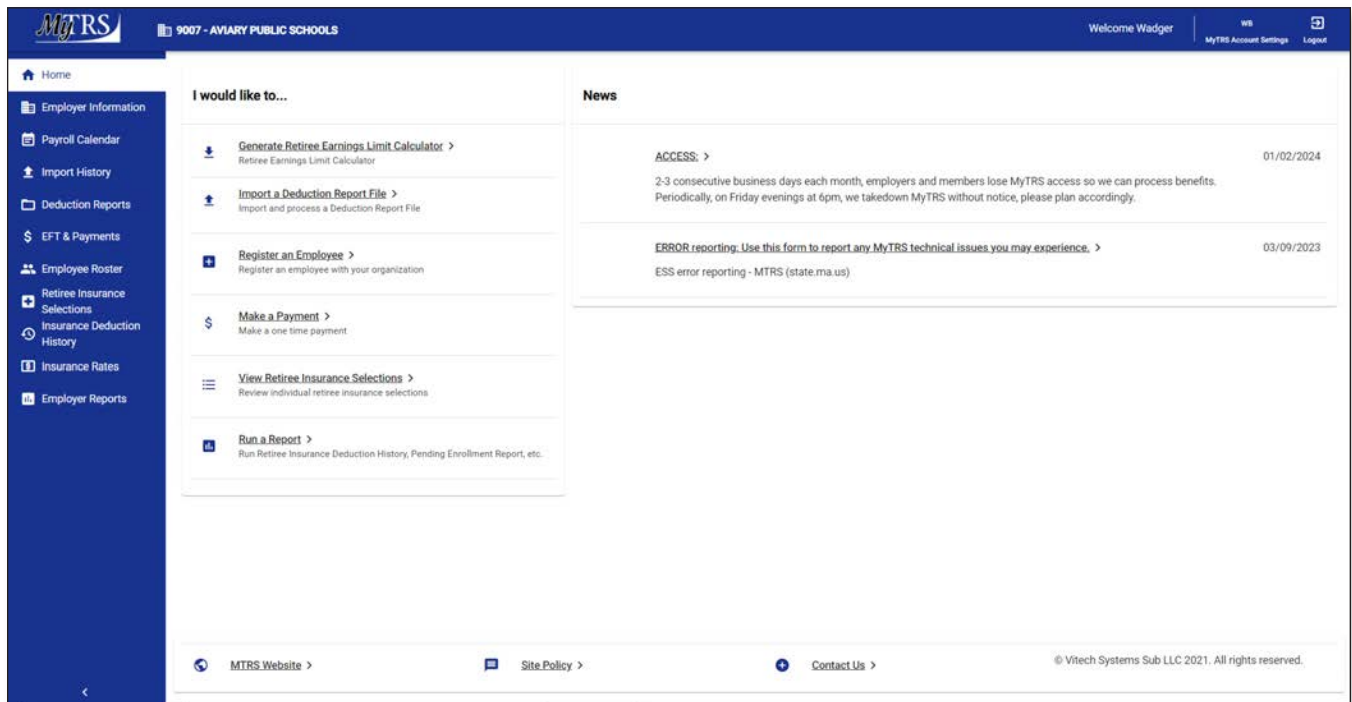 MyTRS
9007 - AVIARY PUBLIC SCHOOLS
Welcome Wadger
WB
MyTRS Account Settings
Logout
Home
Employer Information
Payroll Calendar
Import History
Deduction Reports
$ EFT & Payments
Employee Roster
Retiree Insurance
Selections
Insurance Deduction
History
Insurance Rates
Employer Reports
<
I would like to...
Generate Retiree Earnings Limit Calculator >
Retiree Earnings Limit Calculator
Import a Deduction Report File >
Import and process a Deduction Report File
Register an Employee >
Register an employee with your organization
$ Make a Payment >
Make a one time payment
View Retiree Insurance Selections >
Review individual retiree insurance selections
Run a Report >
Run Retiree Insurance Deduction History, Pending Enrollment Report, etc.
News
ACCESS: > 01/02/2024
2-3 consecutive business days each month, employers and members lose MyTRS access so we can process benefits.
Periodically, on Friday evenings at 6pm, we takedown MyTRS without notice, please plan accordingly.
ERROR reporting: Use this form to report any MyTRS technical issues you may experience. > 03/09/2023
ESS error reporting - MTRS (state.ma.us)
MTRS Website > Site Policy > Contact Us > © Vitech Systems Sub LLC 2021. All rights reserved.